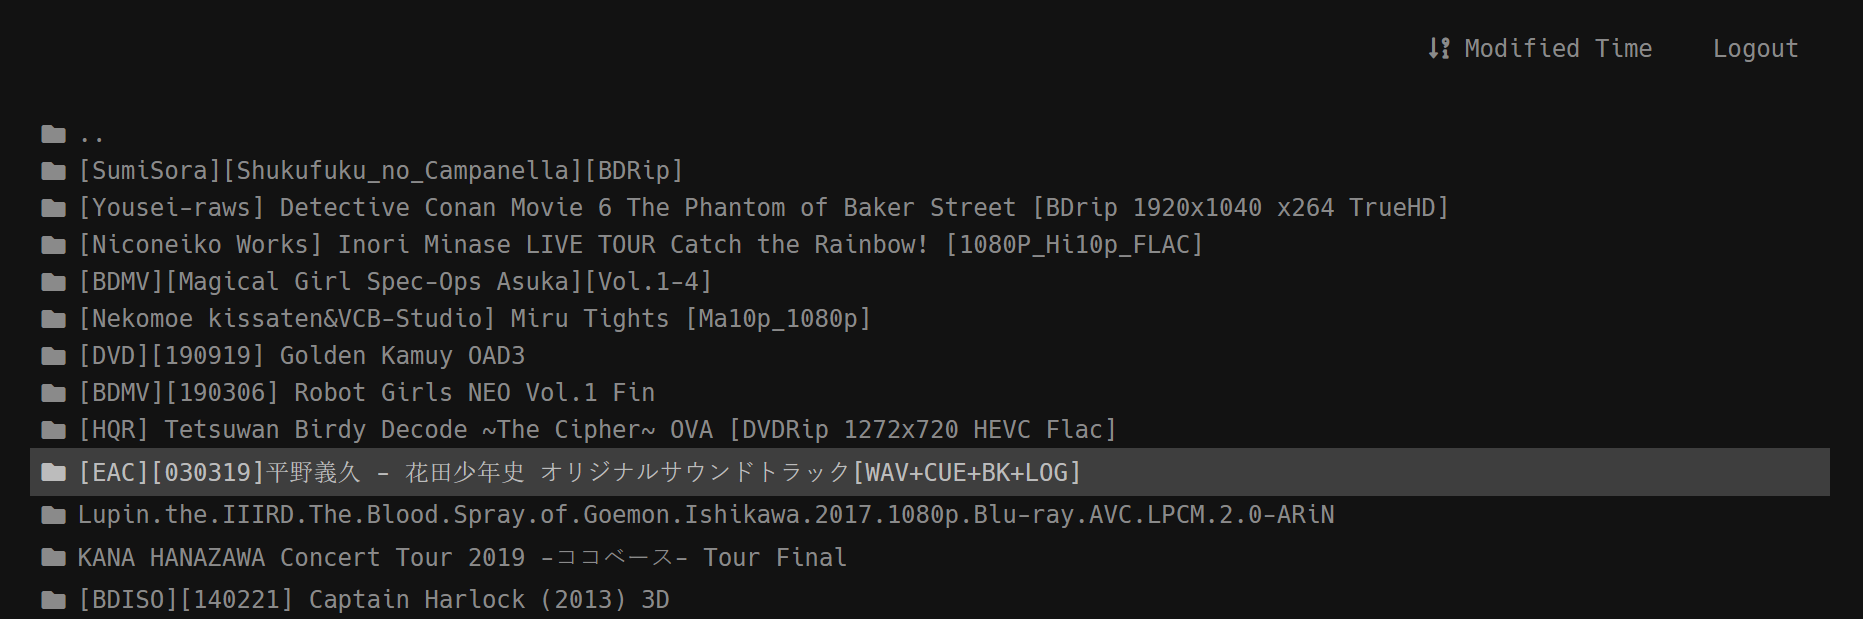 Modified Time Logout
..
[SumiSora][Shukufuku_no_Campanella][BDRip]
[Yousei-raws] Detective Conan Movie 6 The Phantom of Baker Street [BDrip 1920x1040 x264 TrueHD]
[Niconeiko Works] Inori Minase LIVE TOUR Catch the Rainbow! [1080P_Hi10p_FLAC]
[BDMV][Magical Girl Spec-Ops Asuka][Vol.1-4]
[Nekomoe kissaten&VCB-Studio] Miru Tights [Ma10p_1080p]
[DVD][190919] Golden Kamuy OAD3
[BDMV][190306] Robot Girls NEO Vol.1 Fin
[HQR] Tetsuwan Birdy Decode ~The Cipher~ OVA [DVDRip 1272x720 HEVC Flac]
[EAC][030319]平野義久 - 花田少年史 オリジナルサウンドトラック[WAV+CUE+BK+LOG]
Lupin.the.IIIRD.The.Blood.Spray.of.Goemon.Ishikawa.2017.1080p.Blu-ray.AVC.LPCM.2.0-ARiN
KANA HANAZAWA Concert Tour 2019 -ココベース- Tour Final
[BDISO][140221] Captain Harlock (2013) 3D